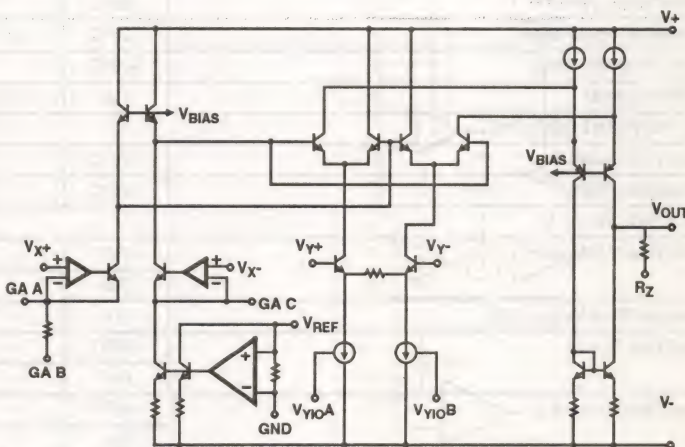 V+
VBIAS
VBIAS
VX+
+
-
VX-
+
-
VY+
VY-
VOUT
GA A
GA C
RZ
GA B
VREF
+
-
VYIOA
VYIOB
GND
V-